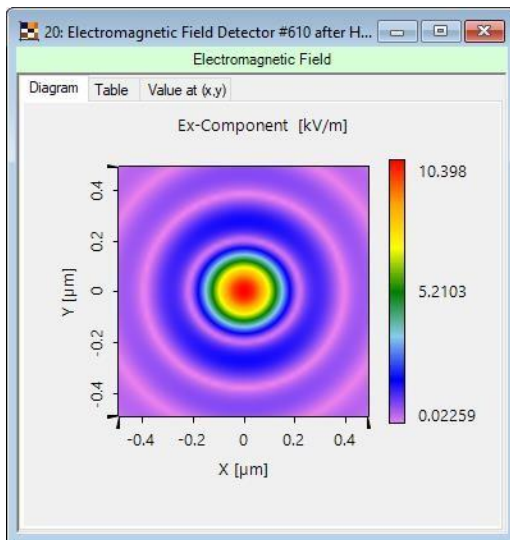 20: Electromagnetic Field Detector #610 after H...
Electromagnetic Field
Diagram Table Value at (x,y)
Ex-Component [kV/m]
10.398
5.2103
0.02259
0.4
0.2
0
-0.2
-0.4
Y [µm]
-0.4 -0.2 0 0.2 0.4
X [µm]